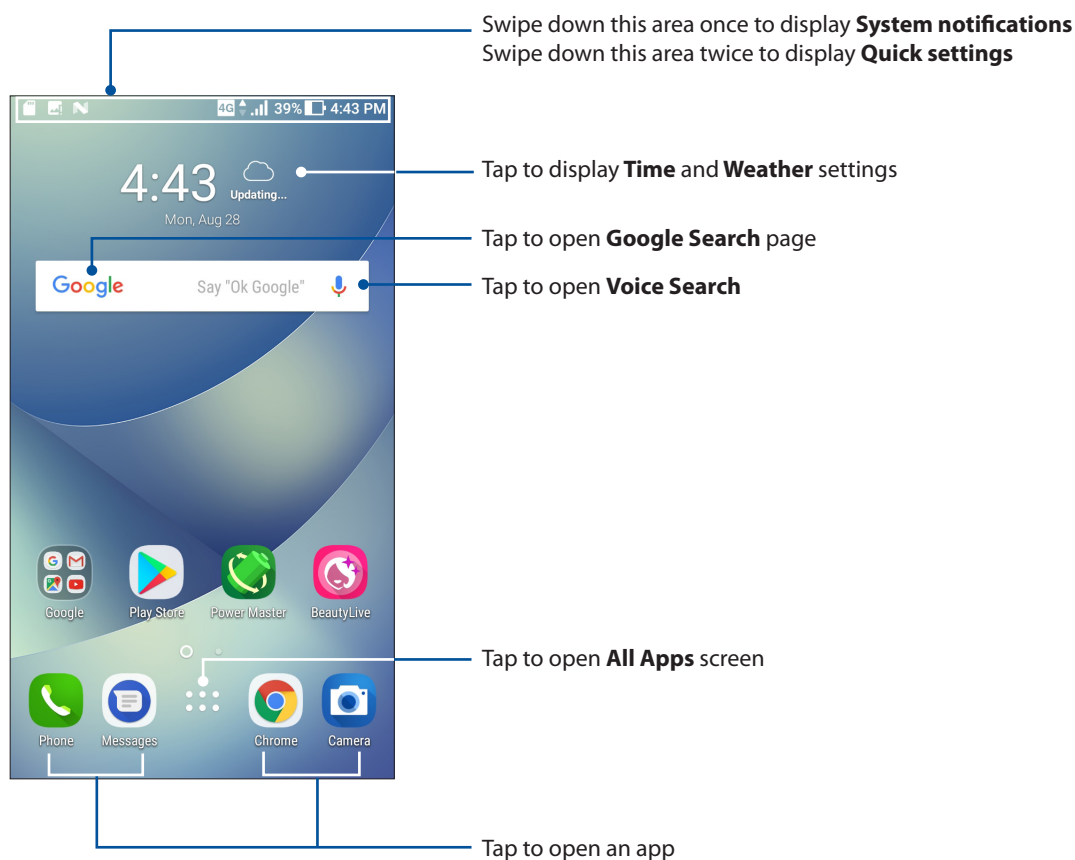 Swipe down this area once to display System notifications
Swipe down this area twice to display Quick settings
4G 39% 4:43 PM
4:43
Updating...
Mon, Aug 28
Tap to display Time and Weather settings
Tap to open Google Search page
Google Say "Ok Google"
Tap to open Voice Search
Google Play Store Power Master BeautyLive
Tap to open All Apps screen
Phone Messages Chrome Camera
Tap to open an app